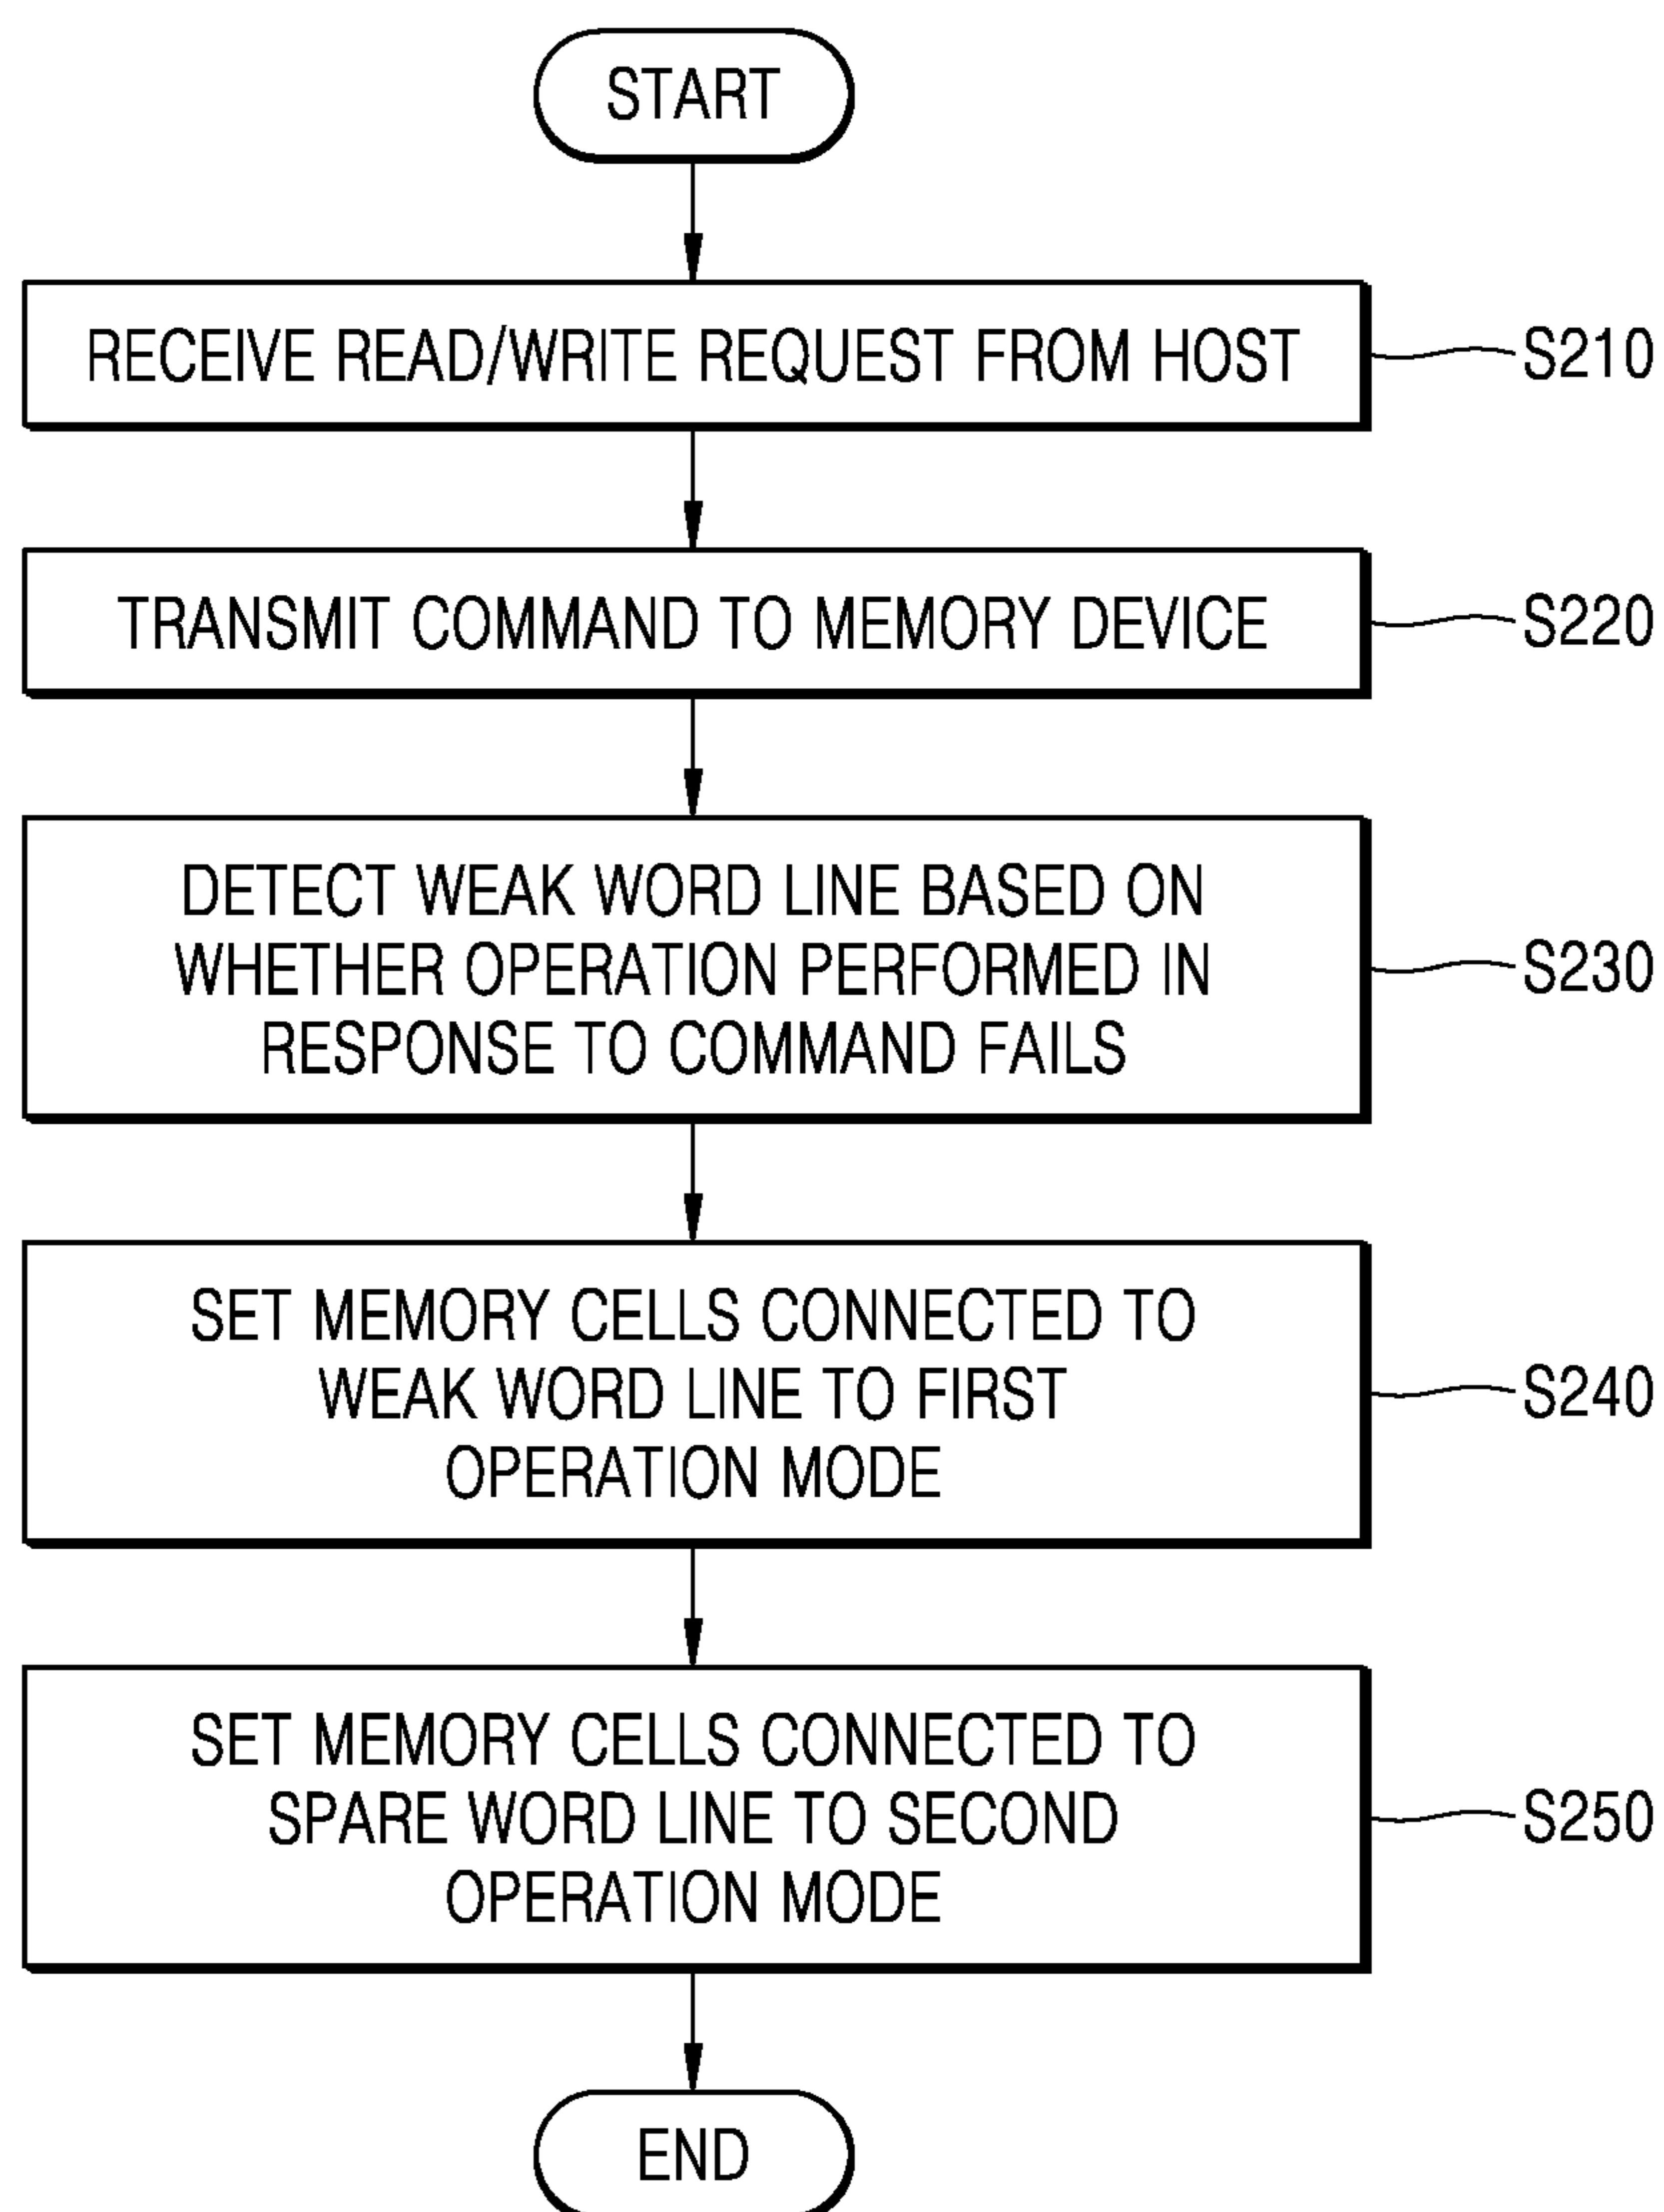 START
RECEIVE READ/WRITE REQUEST FROM HOST
S210
TRANSMIT COMMAND TO MEMORY DEVICE
S220
DETECT WEAK WORD LINE BASED ON
WHETHER OPERATION PERFORMED IN
RESPONSE TO COMMAND FAILS
S230
SET MEMORY CELLS CONNECTED TO
WEAK WORD LINE TO FIRST
OPERATION MODE
S240
SET MEMORY CELLS CONNECTED TO
SPARE WORD LINE TO SECOND
OPERATION MODE
S250
END